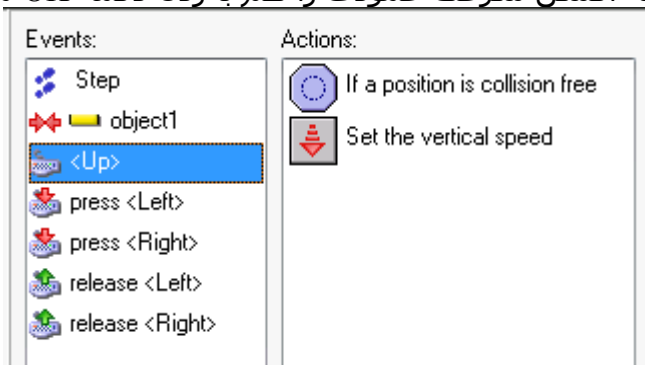 Events:
Actions:
Step
object1
<Up>
press <Left>
press <Right>
release <Left>
release <Right>
If a position is collision free
Set the vertical speed